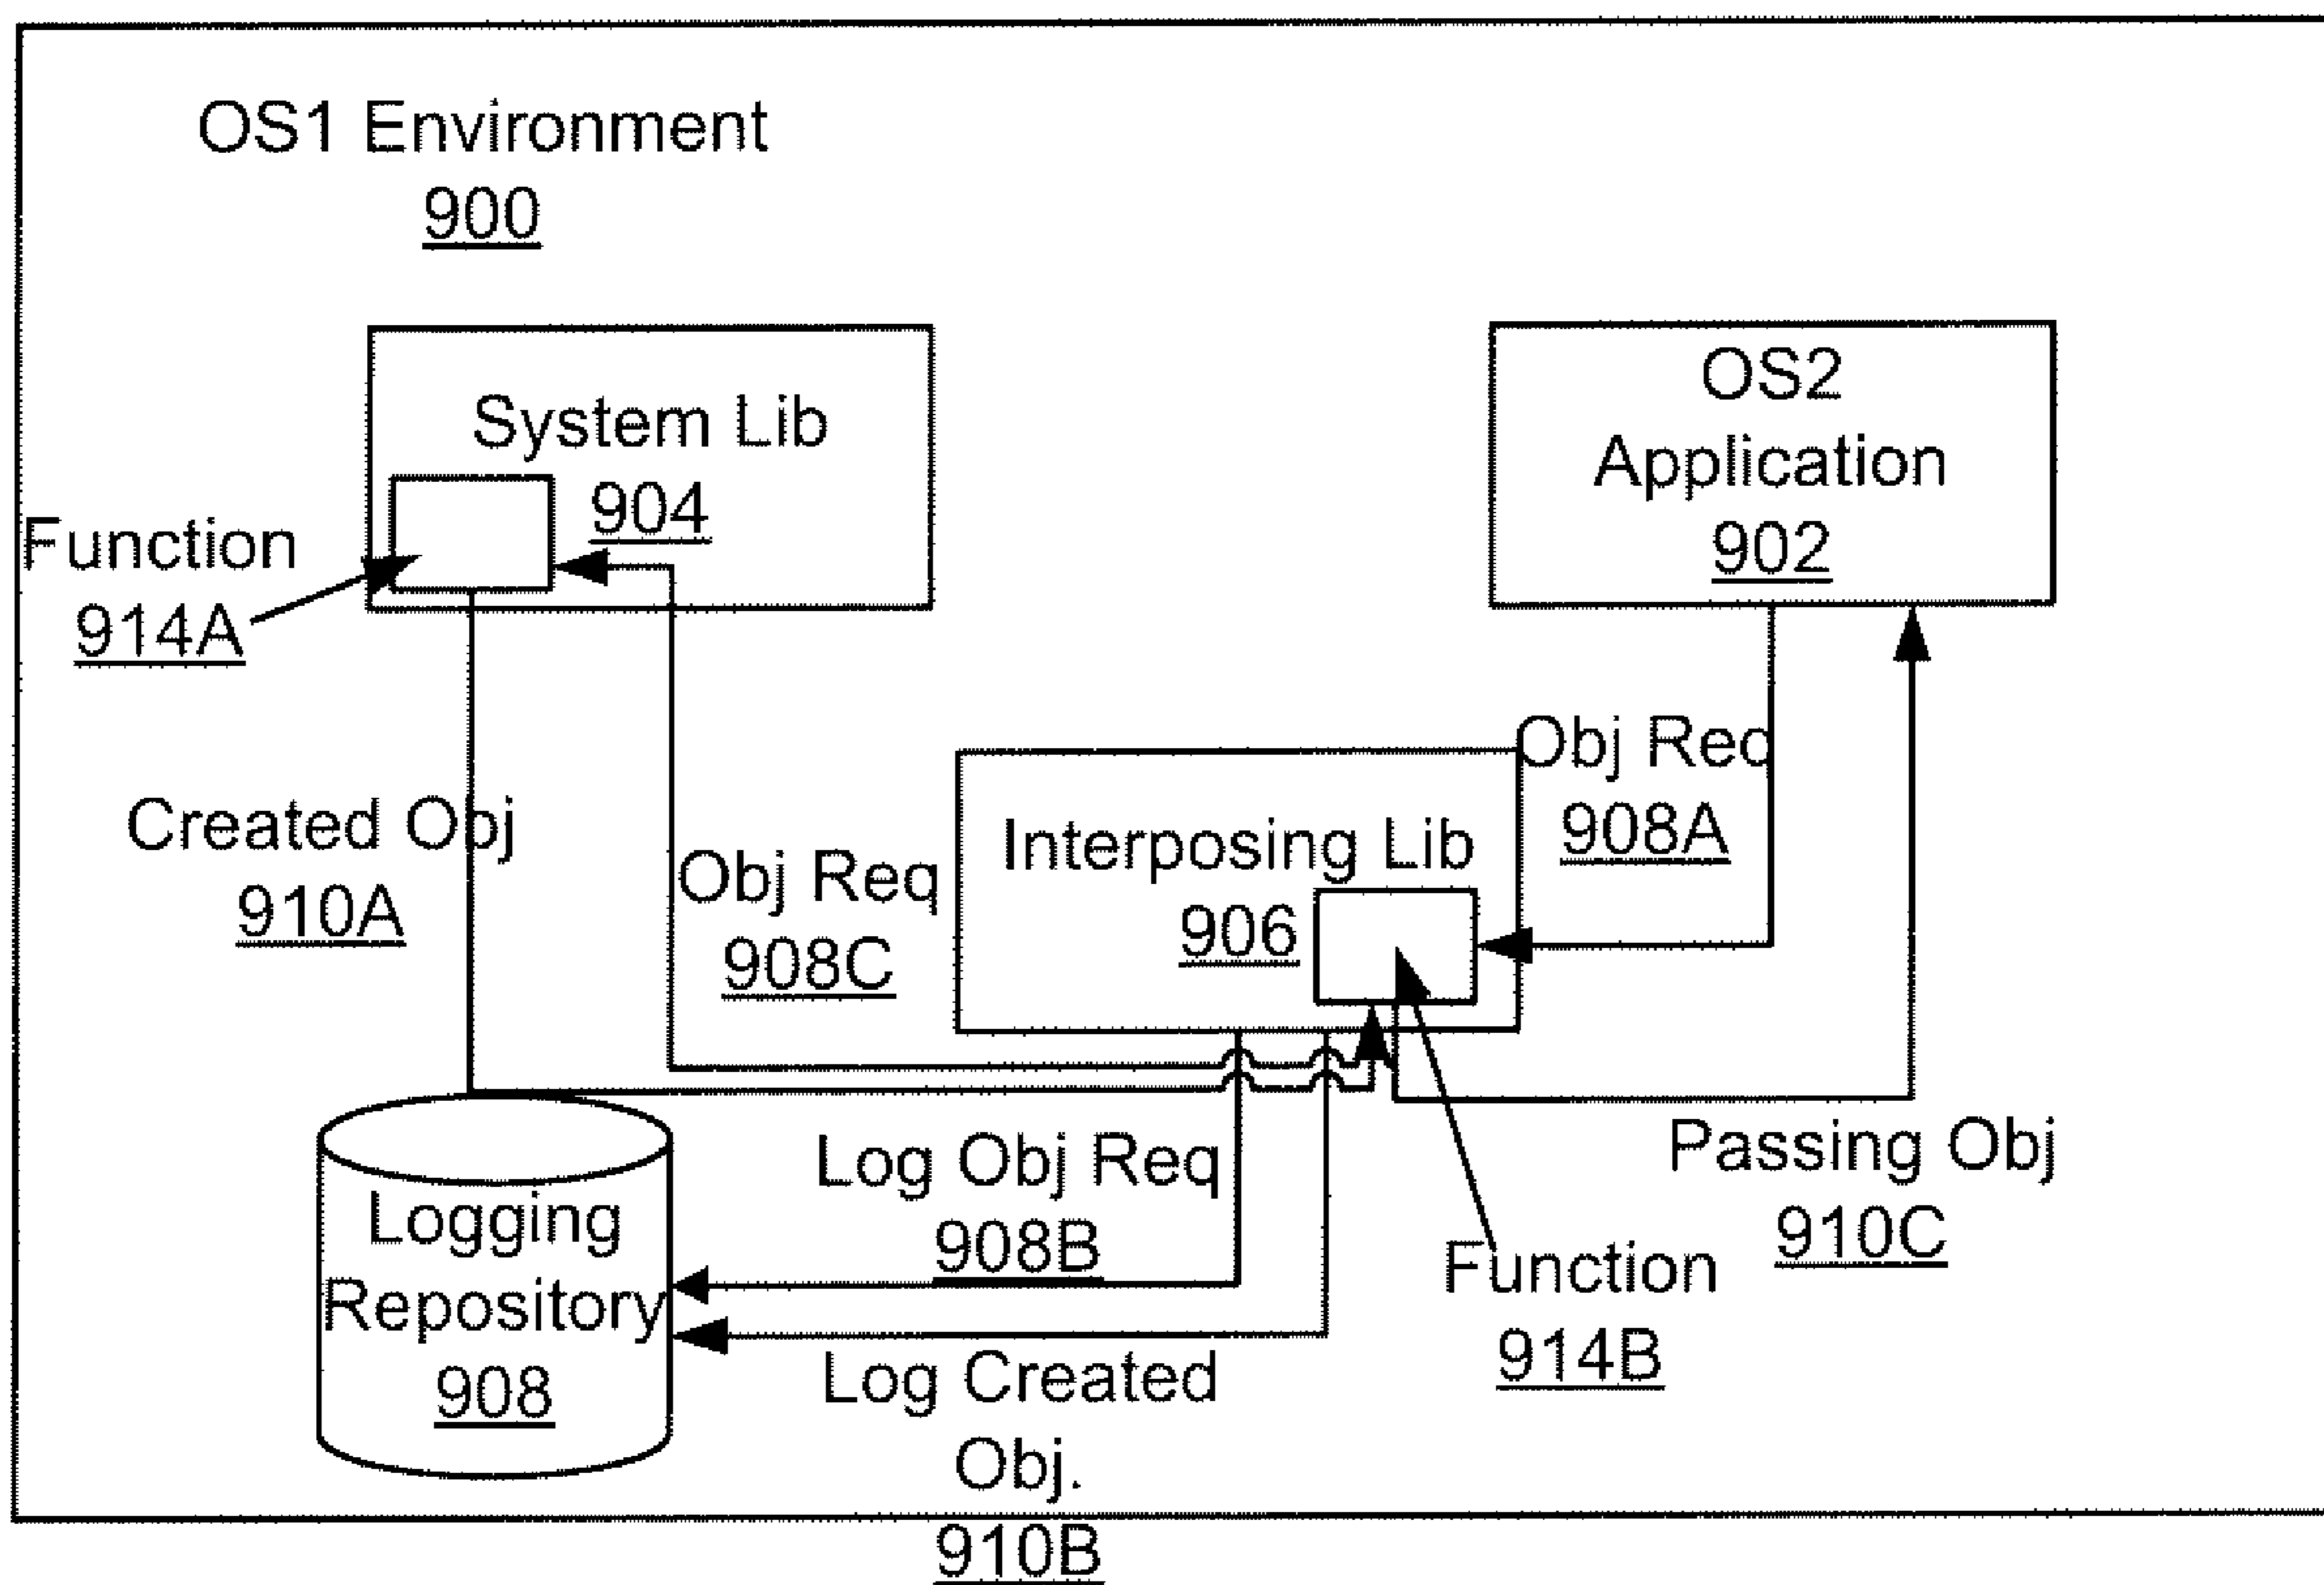 OS1 Environment
900
System Lib
904
Function
914A
OS2
Application
902
Created Obj
910A
Obj Req
908C
Interposing Lib
906
Obj Req
908A
Logging
Repository
908
Log Obj Req
908B
Log Created
Obj.
910B
Passing Obj
910C
Function
914B